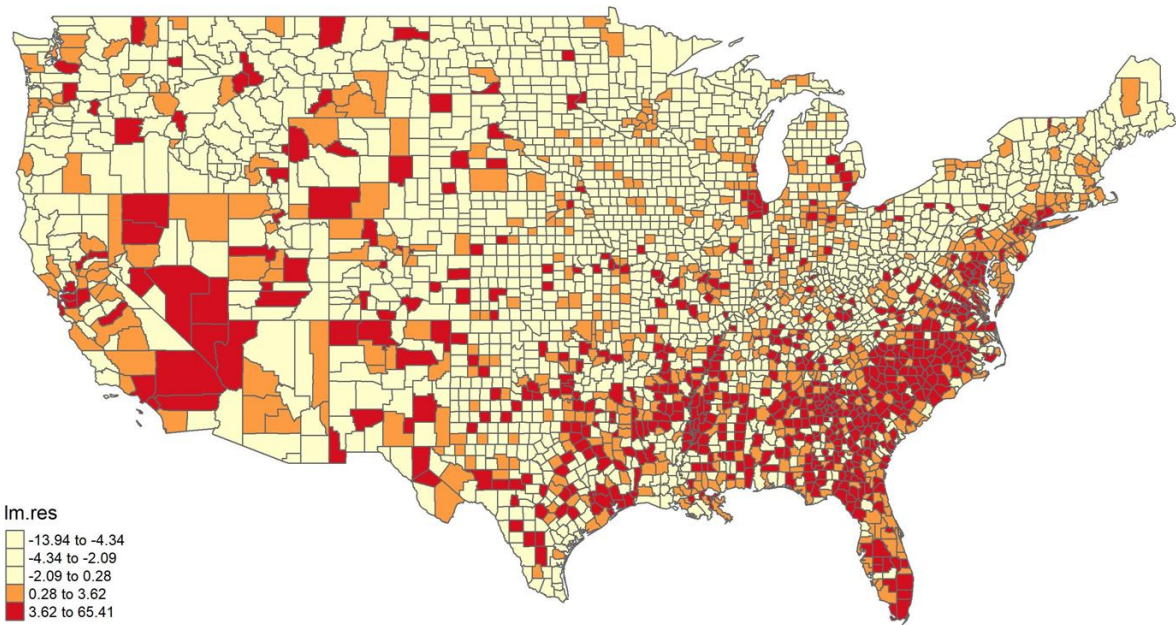 lm.res
-13.94 to -4.34
-4.34 to -2.09
-2.09 to 0.28
0.28 to 3.62
3.62 to 65.41